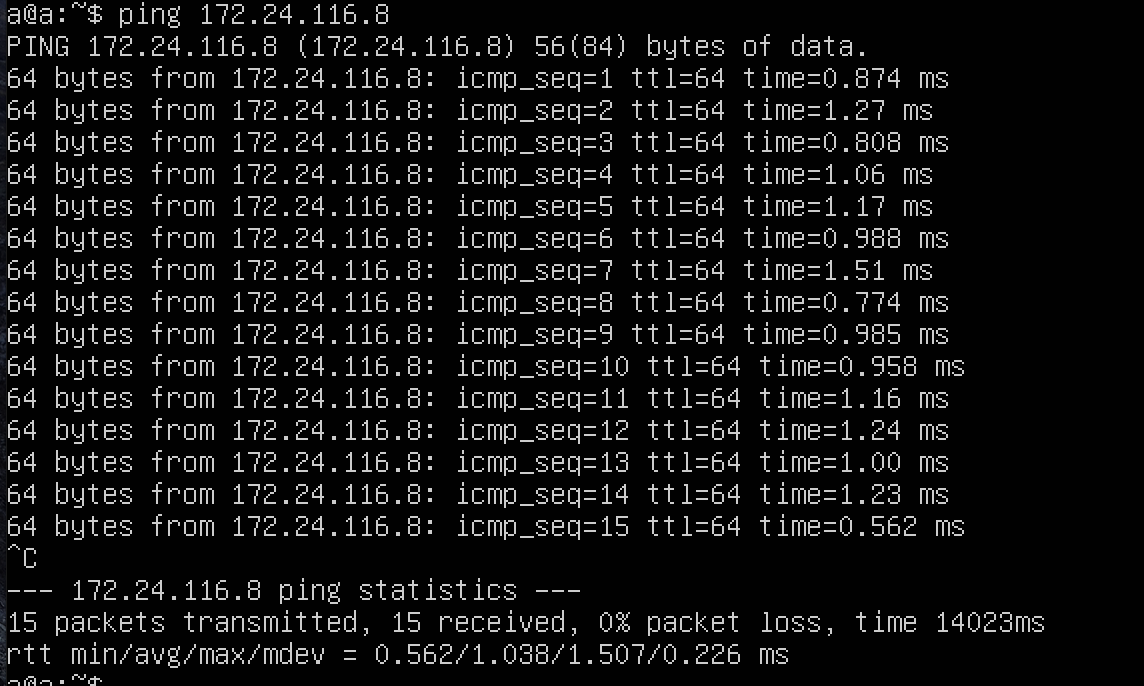 a@a:~$ ping 172.24.116.8
PING 172.24.116.8 (172.24.116.8) 56(84) bytes of data.
64 bytes from 172.24.116.8: icmp_seq=1 ttl=64 time=0.874 ms
64 bytes from 172.24.116.8: icmp_seq=2 ttl=64 time=1.27 ms
64 bytes from 172.24.116.8: icmp_seq=3 ttl=64 time=0.808 ms
64 bytes from 172.24.116.8: icmp_seq=4 ttl=64 time=1.06 ms
64 bytes from 172.24.116.8: icmp_seq=5 ttl=64 time=1.17 ms
64 bytes from 172.24.116.8: icmp_seq=6 ttl=64 time=0.988 ms
64 bytes from 172.24.116.8: icmp_seq=7 ttl=64 time=1.51 ms
64 bytes from 172.24.116.8: icmp_seq=8 ttl=64 time=0.774 ms
64 bytes from 172.24.116.8: icmp_seq=9 ttl=64 time=0.985 ms
64 bytes from 172.24.116.8: icmp_seq=10 ttl=64 time=0.958 ms
64 bytes from 172.24.116.8: icmp_seq=11 ttl=64 time=1.16 ms
64 bytes from 172.24.116.8: icmp_seq=12 ttl=64 time=1.24 ms
64 bytes from 172.24.116.8: icmp_seq=13 ttl=64 time=1.00 ms
64 bytes from 172.24.116.8: icmp_seq=14 ttl=64 time=1.23 ms
64 bytes from 172.24.116.8: icmp_seq=15 ttl=64 time=0.562 ms
^C
--- 172.24.116.8 ping statistics ---
15 packets transmitted, 15 received, 0% packet loss, time 14023ms
rtt min/avg/max/mdev = 0.562/1.038/1.507/0.226 ms
a@a:~$